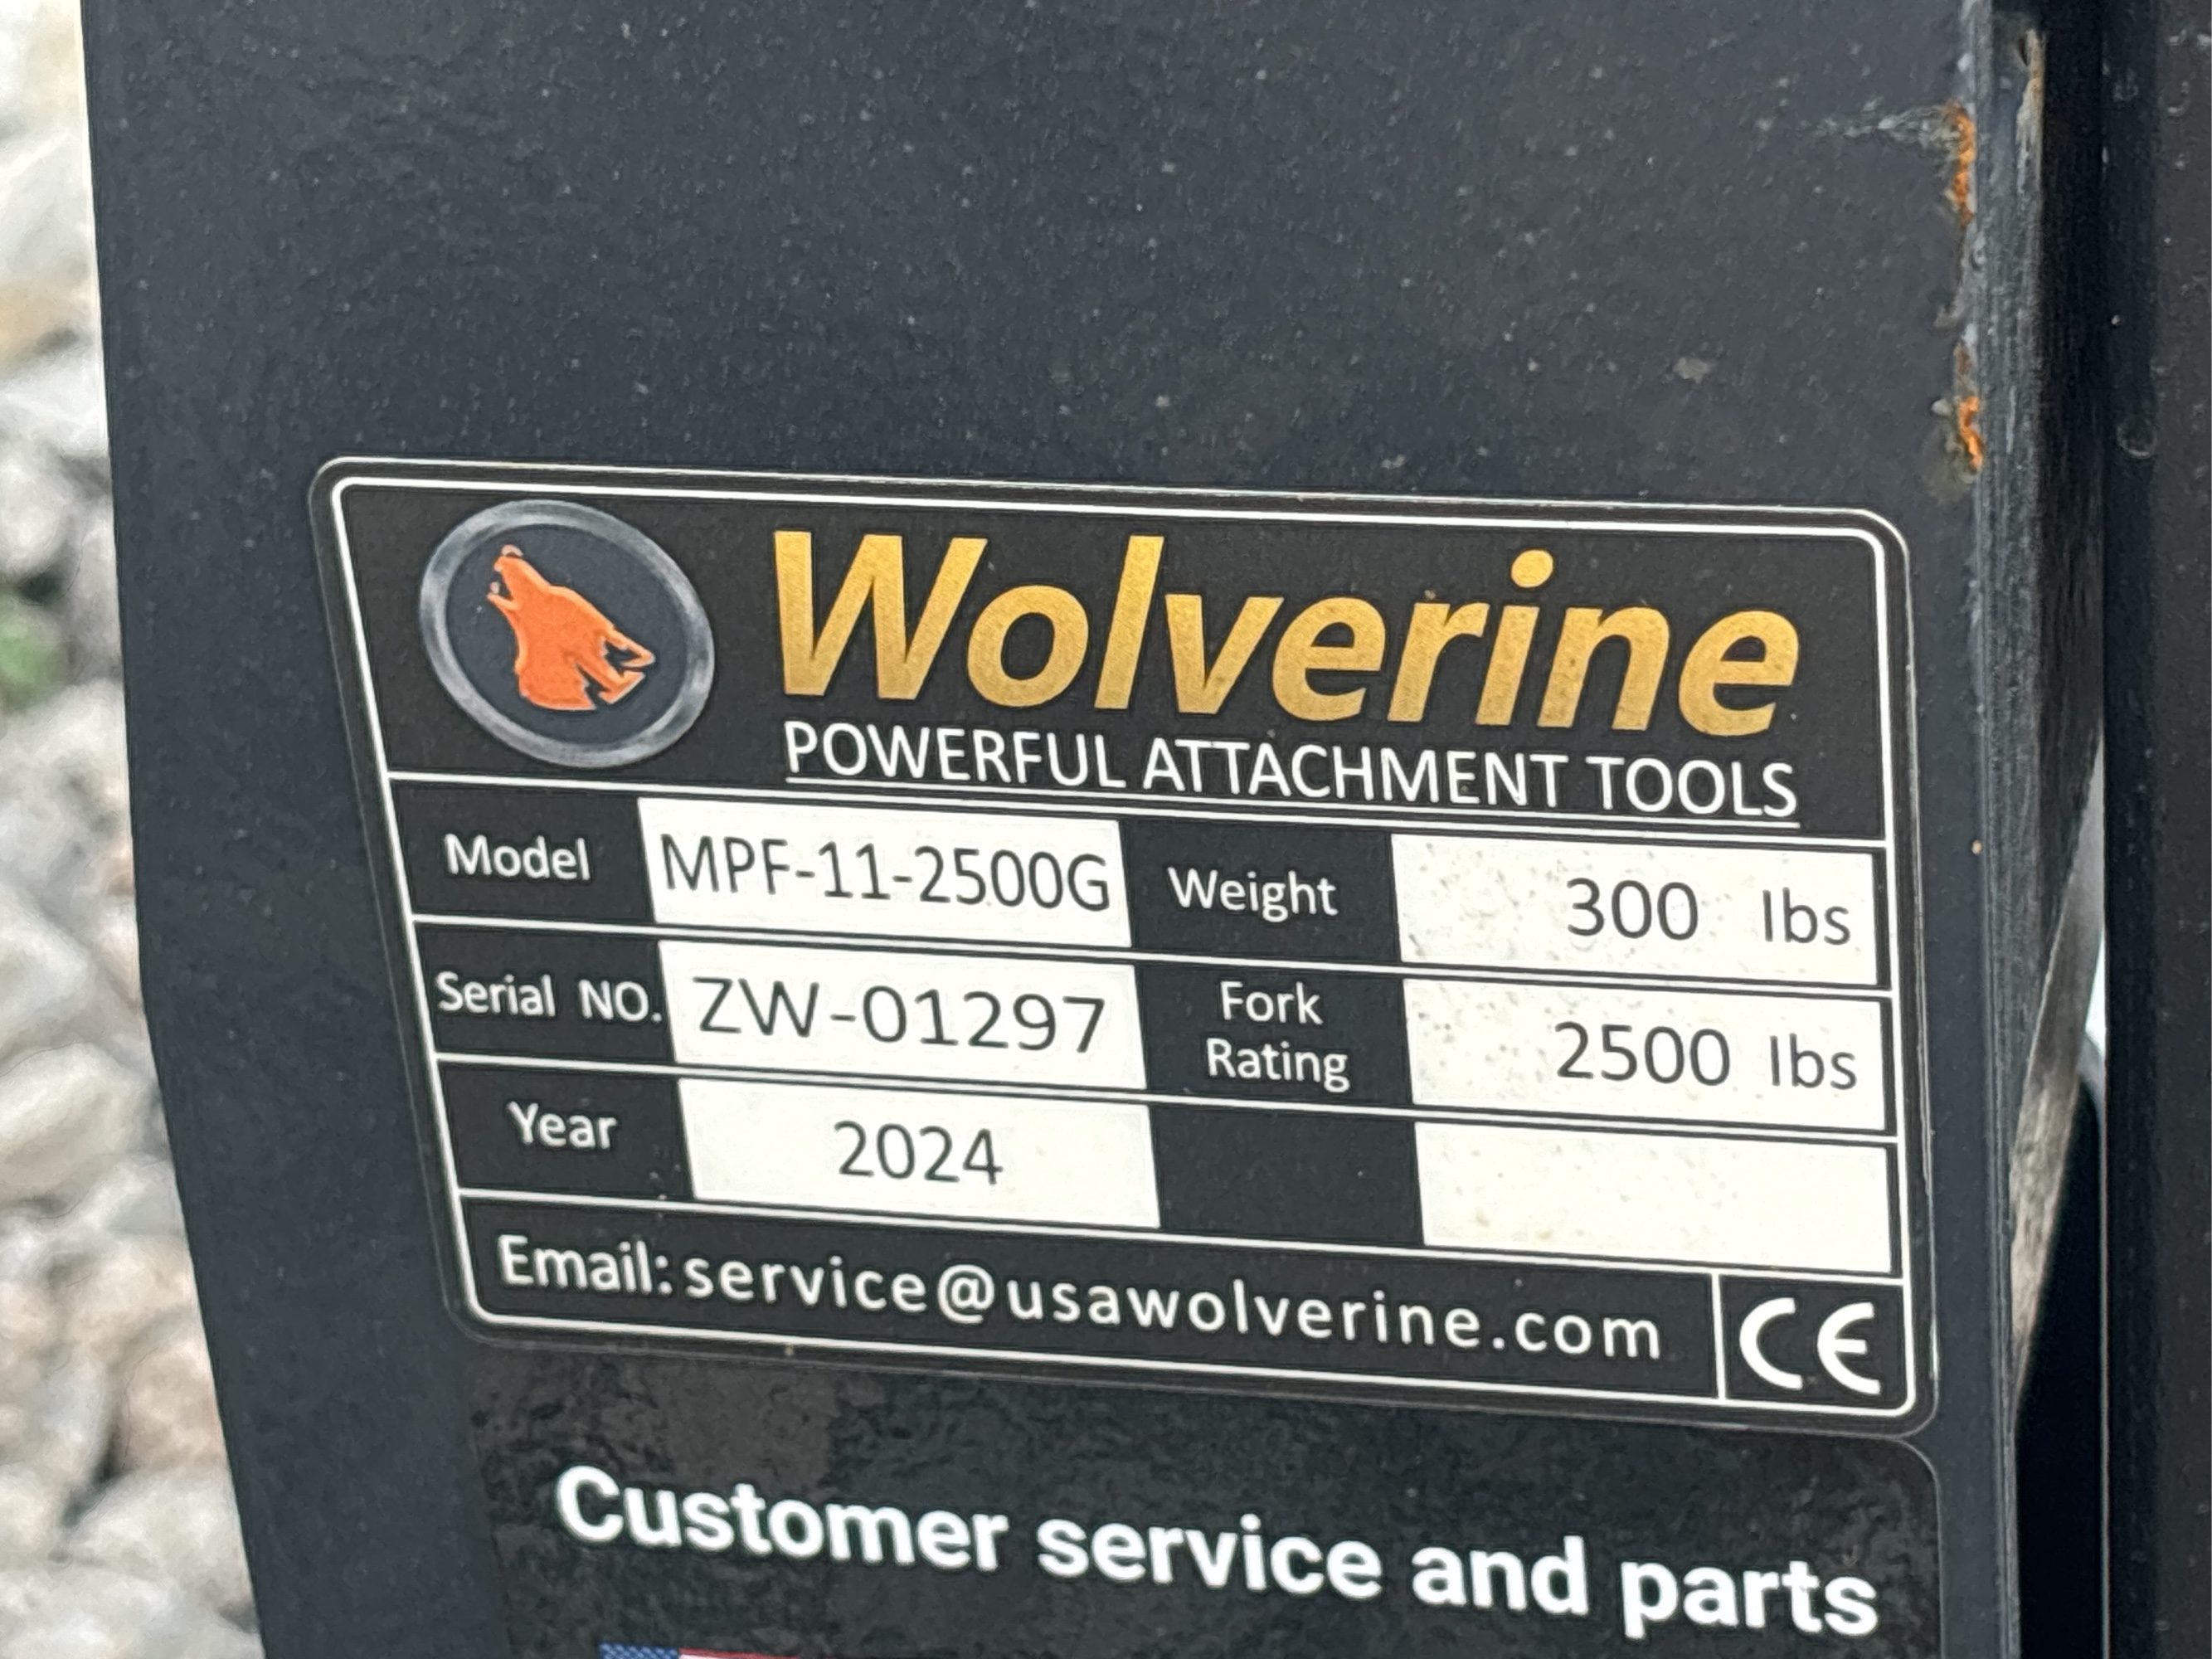 Wolverine
POWERFUL ATTACHMENT TOOLS
Model MPF-11-2500G Weight 300 lbs
Serial NO. ZW-01297 Fork Rating 2500 lbs
Year 2024
Email: service@usawolverine.com CE
Customer service and parts